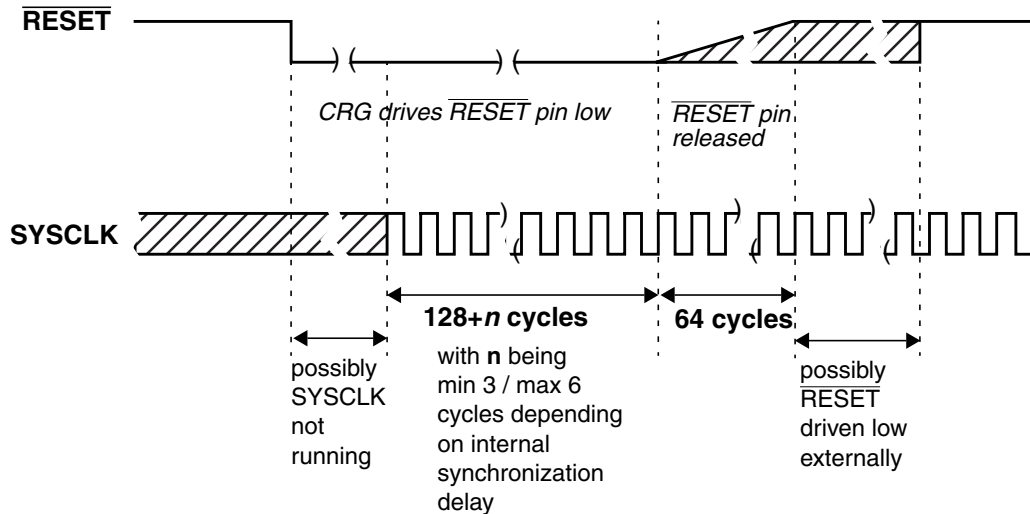 RESET
CRG drives RESET pin low
RESET pin
released
SYSCLK
128+n cycles
with n being
min 3 / max 6
cycles depending
on internal
synchronization
delay
64 cycles
possibly
SYSCLK
not
running
possibly
RESET
driven low
externally